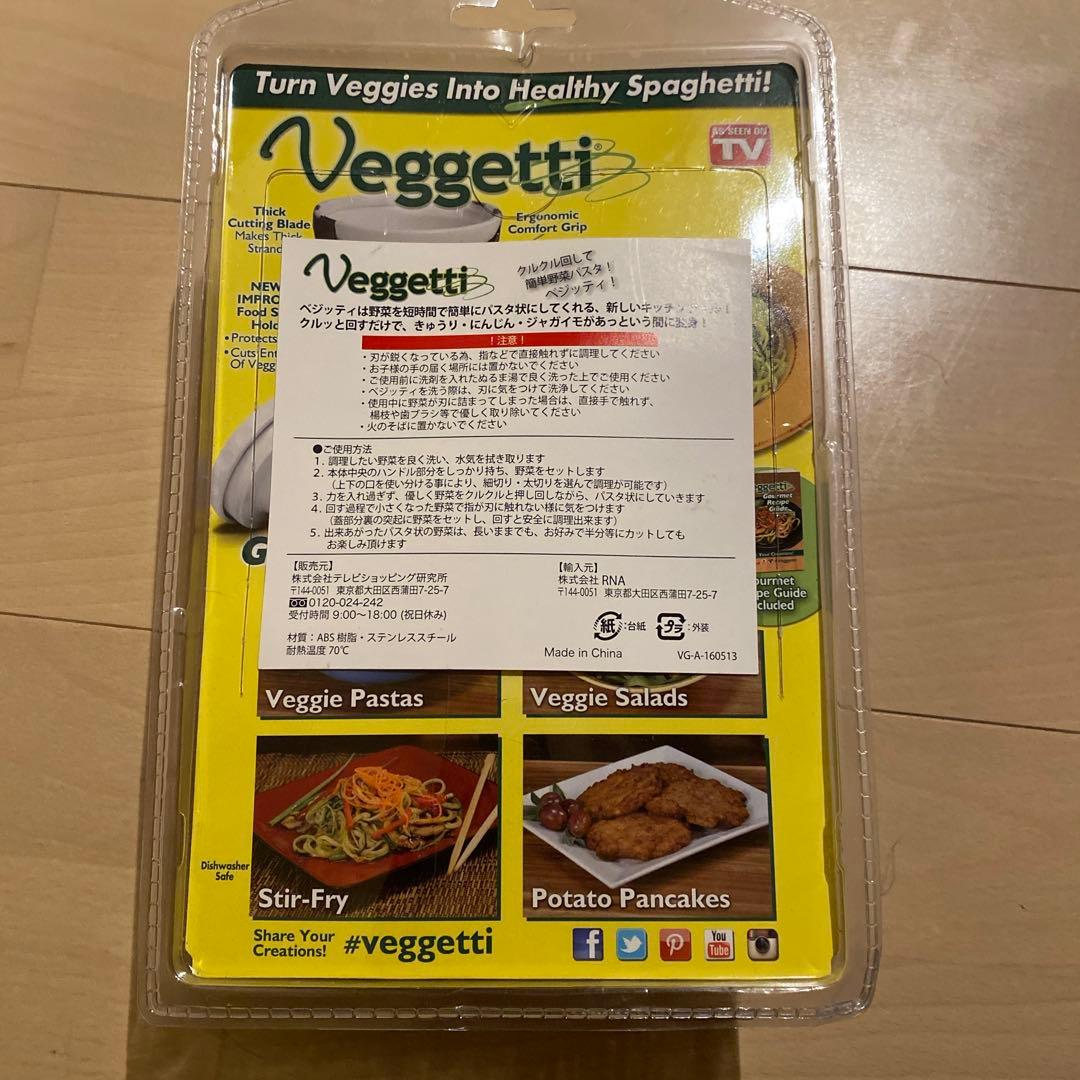 Turn Veggies Into Healthy Spaghetti!
Veggetti®
AS SEEN ON
TV
Thick
Cutting Blade
Makes Thick
Ergonomic
Comfort Grip
NEW
Food
•Protects
•Cuts
Of
Veggetti
クルクル回して
簡単野菜パスタ!
ベジッティ!
ベジッティは野菜を短時間で簡単にパスタ状にしてくれる、新しいキッチン
クルッと回すだけで、きゅうり・にんじん・ジャガイモがあっという間に変身!
!注意!
・刃が鋭くなっている為、指などで直接触れずに調理してください
・お子様の手の届く場所には置かないでください
・ご使用前に洗剤を入れたぬるま湯で良く洗った上でご使用ください
・ベジッティを洗う際は、刃に気をつけて洗浄してください
・使用中に野菜が刃に詰まってしまった場合は、直接手で触れず、
楊枝や歯ブラシ等で優しく取り除いてください
・火のそばに置かないでください
●ご使用方法
1. 調理したい野菜を良く洗い、水気を拭き取ります
2. 本体中央のハンドル部分をしっかり持ち、野菜をセットします
(上下の口を使い分ける事により、細切り・太切りを選んで調理が可能です)
3. 力を入れ過ぎず、優しく野菜をクルクルと押し回しながら、パスタ状にしていきます
4. 回す過程で小さくなった野菜で指が刃に触れない様に気をつけます
(蓋部分裏の突起に野菜をセットし、回すと安全に調理出来ます)
5. 出来あがったパスタ状の野菜は、長いままでも、お好みで半分等にカットしても
お楽しみ頂けます
【販売元】
株式会社テレビショッピング研究所
〒144-0051 東京都大田区西蒲田7-25-7
0120-024-242
受付時間 9:00〜18:00 (祝日休み)
【輸入元】
株式会社 RNA
〒144-0051 東京都大田区西蒲田7-25-7
材質:ABS 樹脂・ステンレススチール
耐熱温度 70℃
紙:台紙
プラ:外装
Made in China
VG-A-160513
Gourmet
Recipe
Guide
Veggie Pastas
Veggie Salads
Dishwasher
Safe
Stir-Fry
Potato Pancakes
Share Your
Creations!
#veggetti
You
Tube